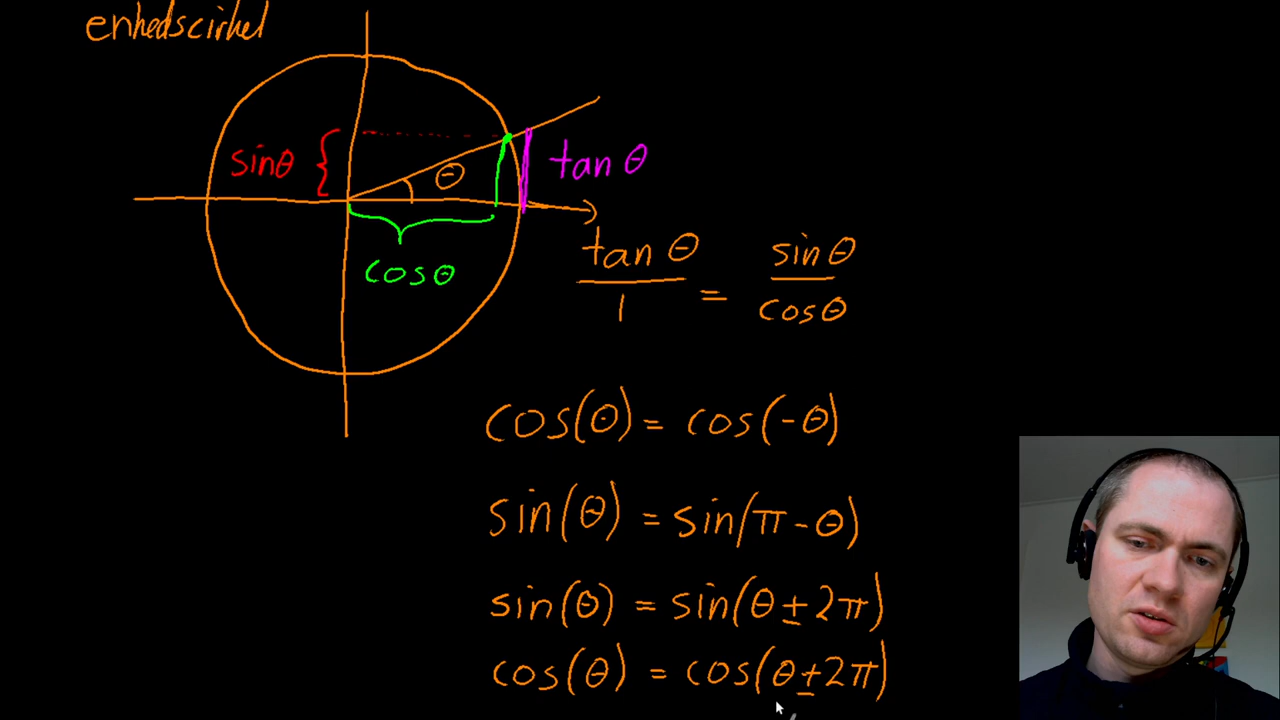 enhedscirkel
sinθ
θ
tan θ
cosθ
tan θ / 1 = sinθ / cosθ
cos(θ) = cos(-θ)
sin(θ) = sin(π-θ)
sin(θ) = sin(θ±2π)
cos(θ) = cos(θ±2π)